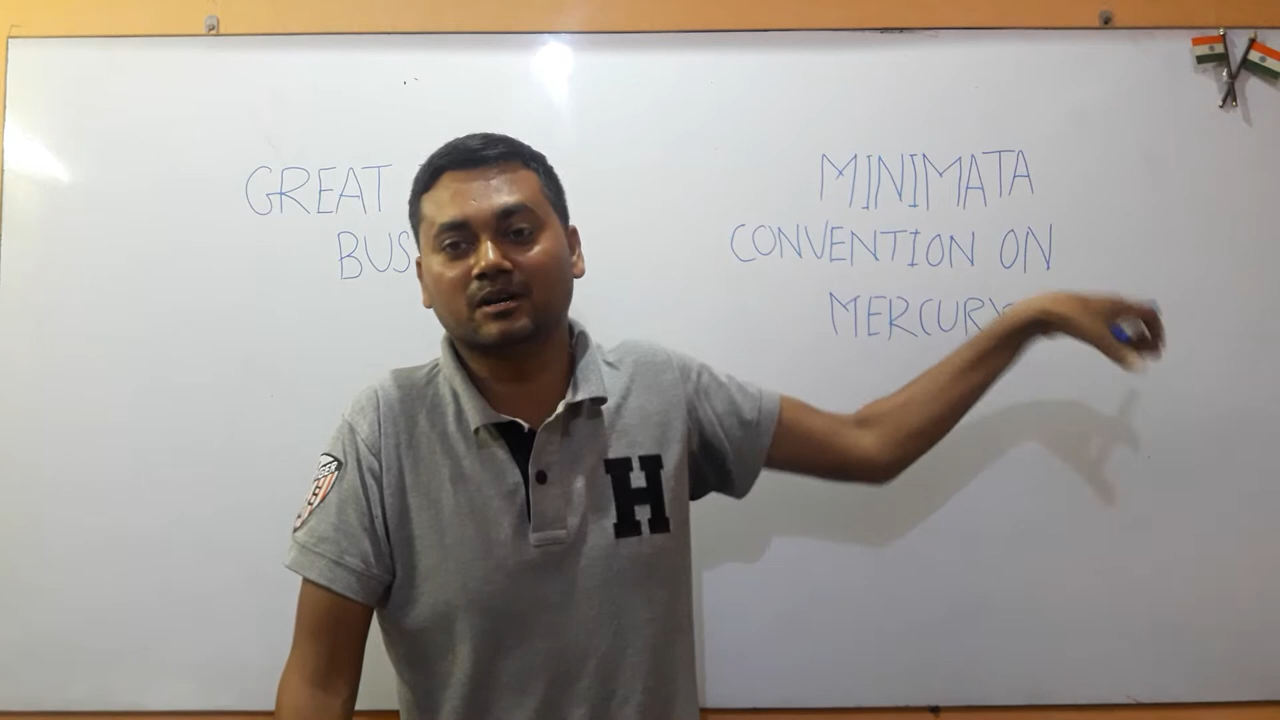 GREAT
BUS
MINIMATA
CONVENTION ON
MERCURY
H